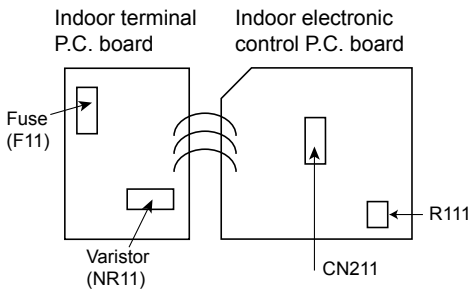 Indoor terminal
P.C. board
Indoor electronic
control P.C. board
Fuse
(F11)
R111
Varistor
(NR11)
CN211